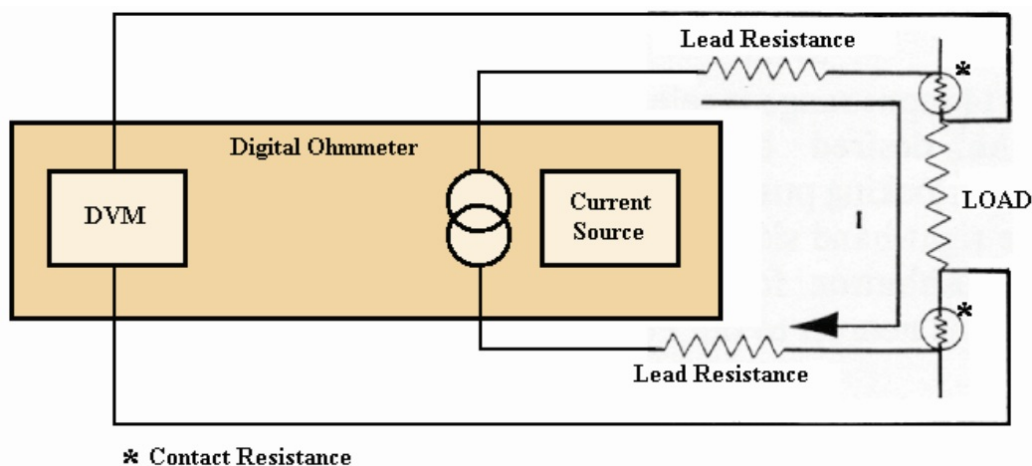 Lead Resistance
*
Digital Ohmmeter
DVM
Current
Source
I
LOAD
*
Lead Resistance
* Contact Resistance